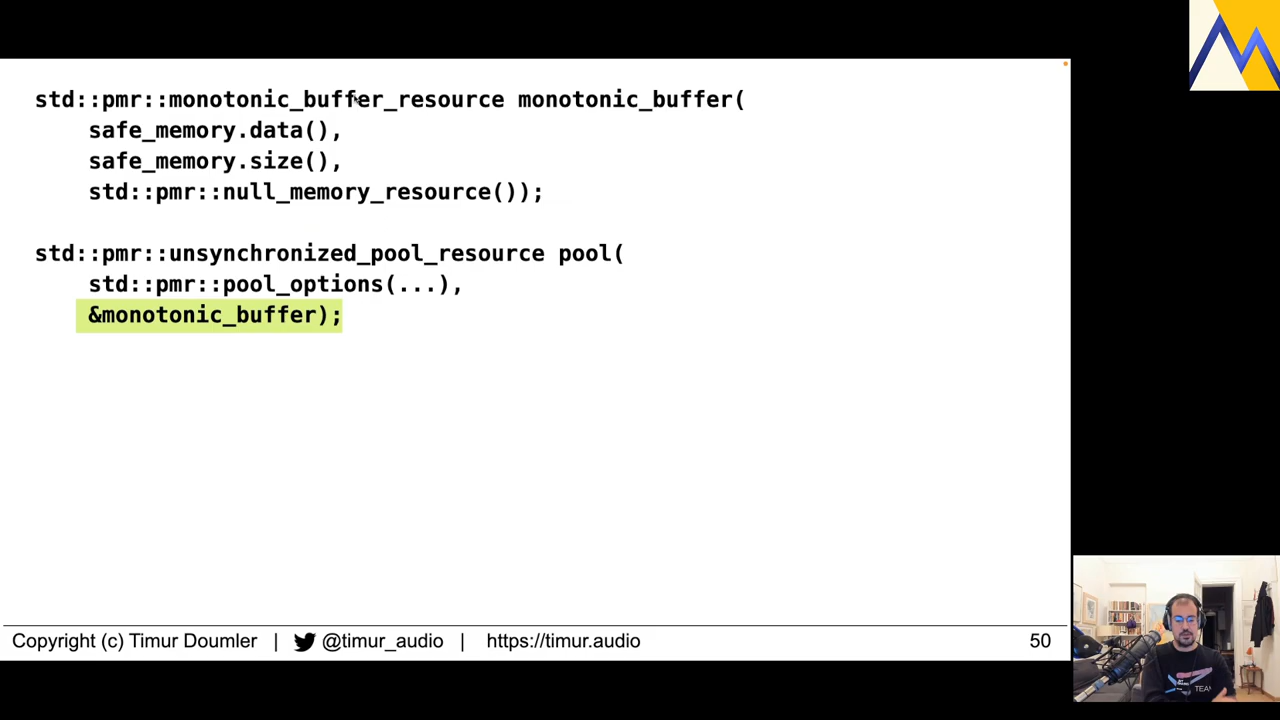 std::pmr::monotonic_buffer_resource monotonic_buffer(
safe_memory.data(),
safe_memory.size(),
std::pmr::null_memory_resource());
std::pmr::unsynchronized_pool_resource pool(
std::pmr::pool_options(...),
&monotonic_buffer);
Copyright (c) Timur Doumler | @timur_audio | https://timur.audio 50
TEAM